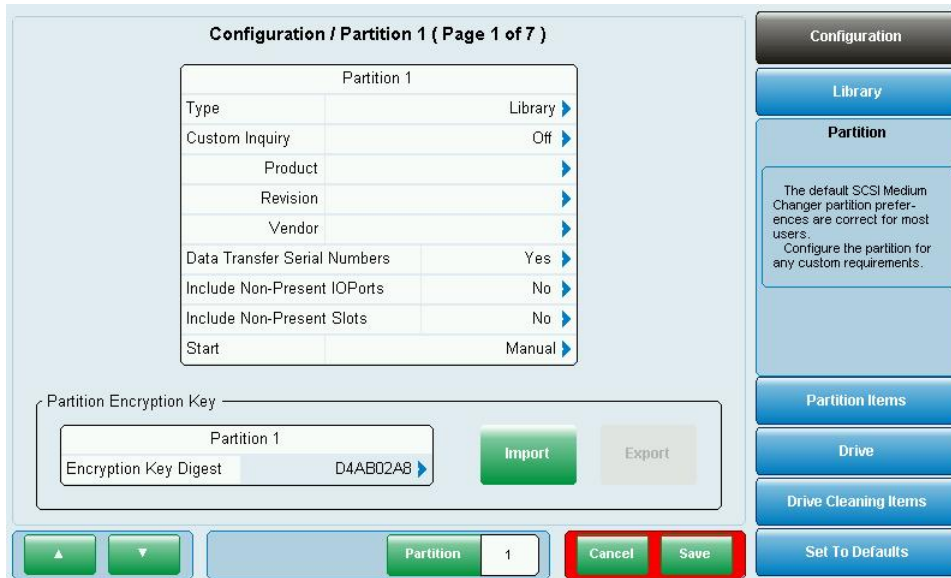 Configuration / Partition 1 ( Page 1 of 7 )
Partition 1
Type Library
Custom Inquiry Off
Product
Revision
Vendor
Data Transfer Serial Numbers Yes
Include Non-Present IOPorts No
Include Non-Present Slots No
Start Manual
Partition Encryption Key
Partition 1
Encryption Key Digest D4AB02A8
Import
Export
Partition 1
Cancel
Save
Configuration
Library
Partition
The default SCSI Medium
Changer partition prefer-
ences are correct for most
users.
Configure the partition for
any custom requirements.
Partition Items
Drive
Drive Cleaning Items
Set To Defaults